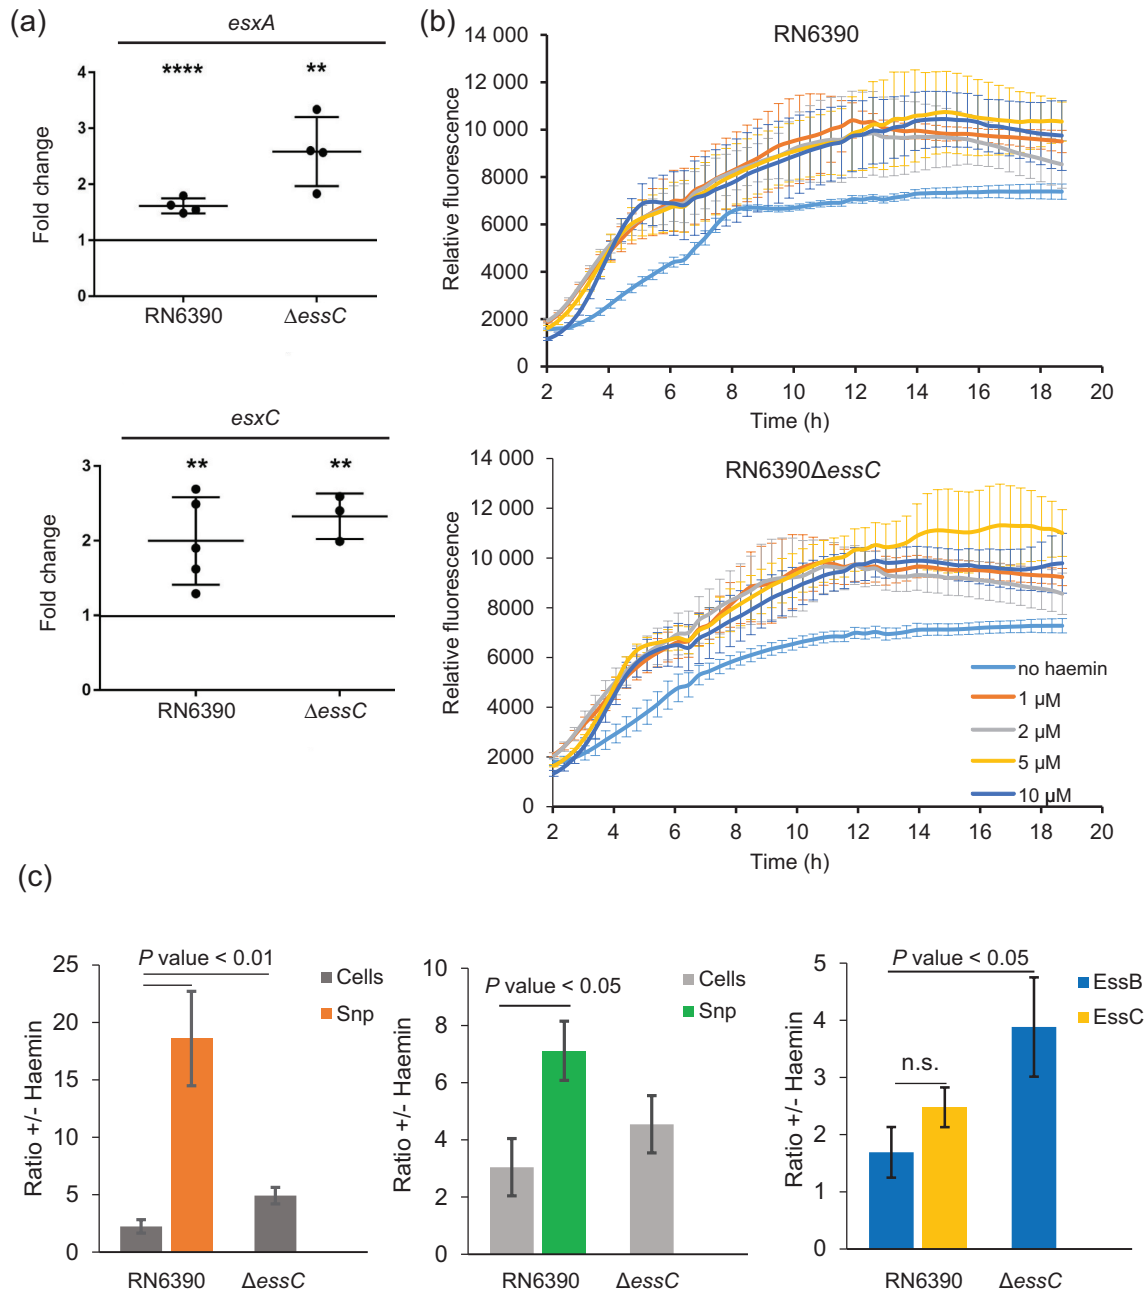 (a)
esxA
****
**
4
3
2
1
0
Fold change
RN6390
ΔessC
esxC
**
**
3
2
1
0
Fold change
RN6390
ΔessC
(b)
RN6390
14 000
12 000
10 000
8000
6000
4000
2000
0
Relative fluorescence
2 4 6 8 10 12 14 16 18 20
Time (h)
RN6390ΔessC
14 000
12 000
10 000
8000
6000
4000
2000
0
Relative fluorescence
no haemin
1 µM
2 µM
5 µM
10 µM
2 4 6 8 10 12 14 16 18 20
Time (h)
(c)
P value < 0.01
Cells
Snp
25
20
15
10
5
0
Ratio +/- Haemin
RN6390
ΔessC
P value < 0.05
Cells
Snp
10
8
6
4
2
0
Ratio +/- Haemin
RN6390
ΔessC
P value < 0.05
EssB
EssC
n.s.
5
4
3
2
1
0
Ratio +/- Haemin
RN6390
ΔessC